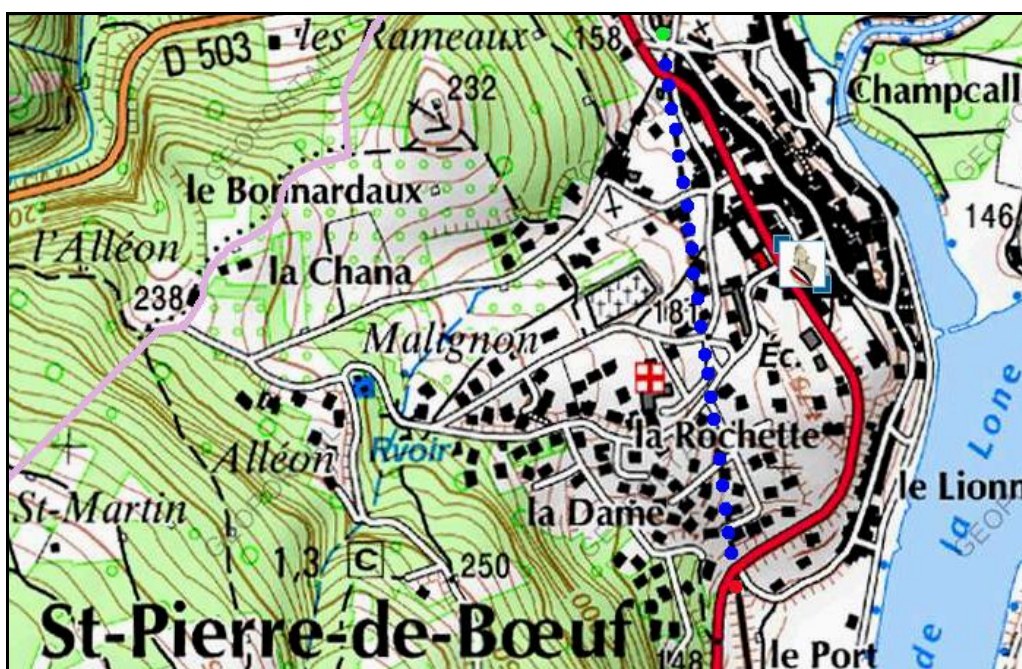 les Rameaux
158
D 503
232
Champcall
GEOPORTAIL
le Bonnardaux
146
l'Alléon
la Chana
238
181
Malignon
Éc.
Rvoir
la Rochette
Alléon
le Lionn
la Dame
St-Martin
1,3
C
250
la Lone
de
St-Pierre-de-Bœuf
148
le Port